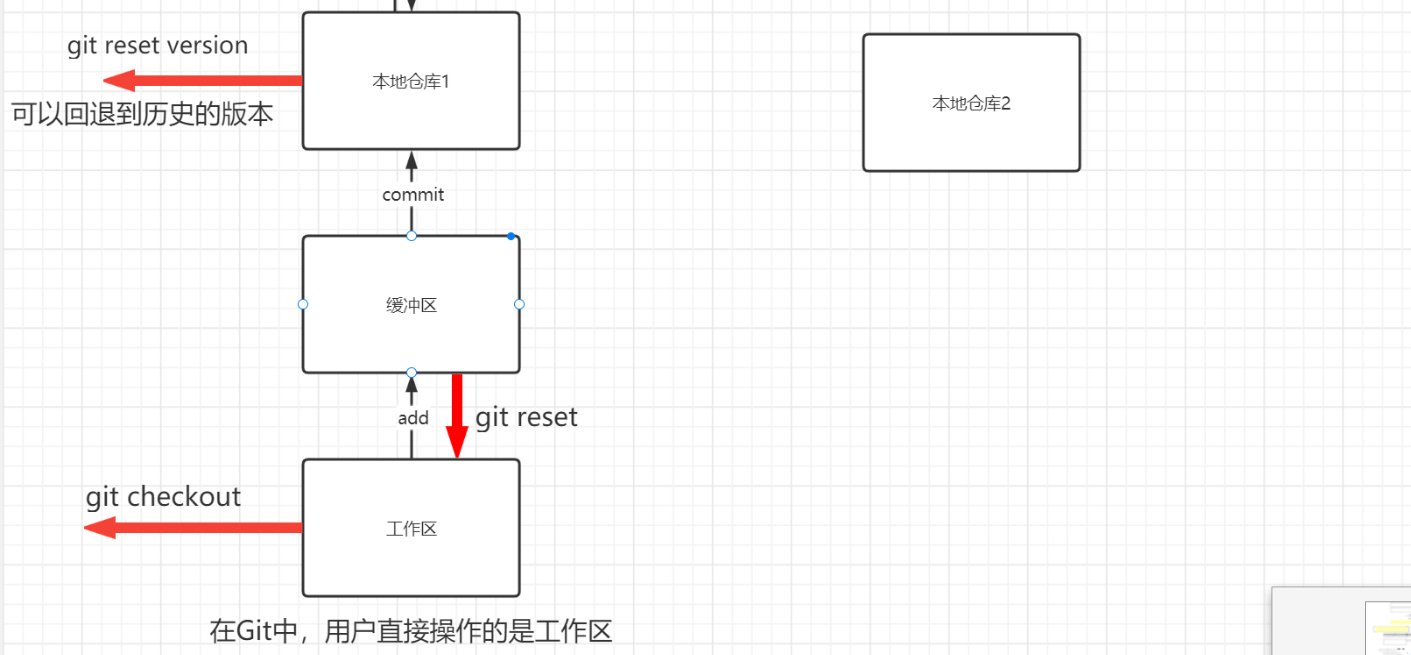 git reset version
可以回退到历史的版本
本地仓库1
本地仓库2
commit
缓冲区
add
git reset
git checkout
工作区
在Git中，用户直接操作的是工作区